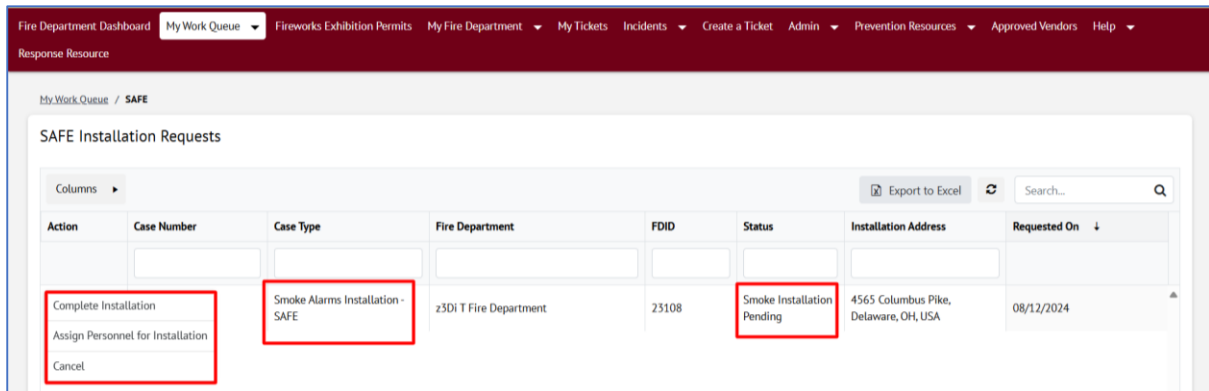 Fire Department Dashboard My Work Queue Fireworks Exhibition Permits My Fire Department My Tickets Incidents Create a Ticket Admin Prevention Resources Approved Vendors Help
Response Resource
My Work Queue / SAFE
SAFE Installation Requests
Columns Export to Excel Search...
Action Case Number Case Type Fire Department FDID Status Installation Address Requested On ↓
Complete Installation
Assign Personnel for Installation
Cancel
Smoke Alarms Installation -
SAFE
z3Di T Fire Department
23108
Smoke Installation
Pending
4565 Columbus Pike,
Delaware, OH, USA
08/12/2024